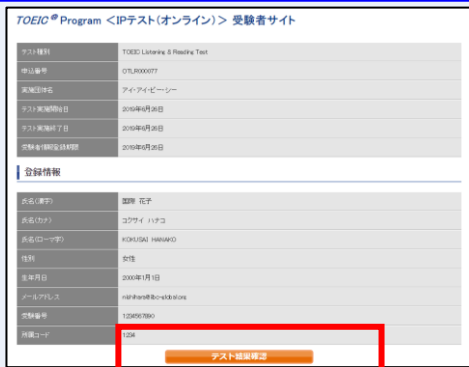 TOEIC® Program ＜IPテスト(オンライン)＞ 受験者サイト
テスト種別 TOEIC Listening & Reading Test
申込番号 OTLR000077
実施団体名 アイ・アイ・ビー・シー
テスト実施開始日 2019年6月26日
テスト実施終了日 2019年6月26日
受験者情報登録期限 2019年6月26日
登録情報
氏名(漢字) 国際 花子
氏名(カナ) コクサイ ハナコ
氏名(ローマ字) KOKUSAI HANAKO
性別 女性
生年月日 2000年1月1日
メールアドレス
受験番号 1234567890
所属コード 1234
テスト結果確認